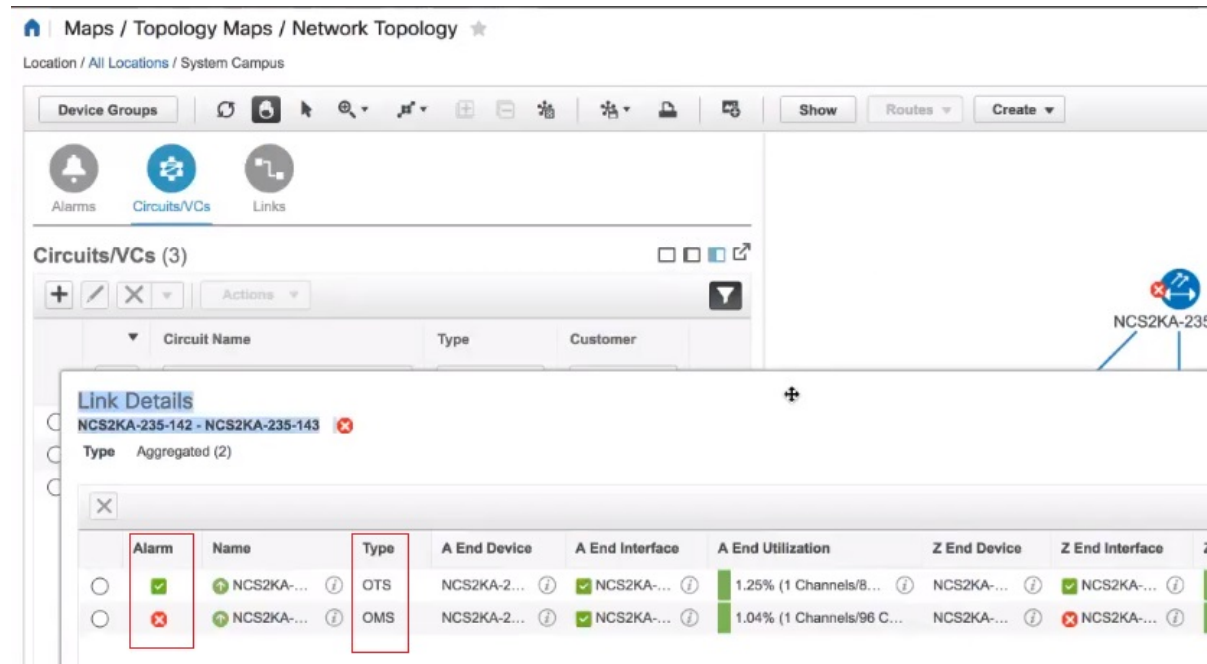 Maps / Topology Maps / Network Topology
Location / All Locations / System Campus
Device Groups Show Routes Create
Alarms Circuits/VCs Links
Circuits/VCs (3)
Actions
Circuit Name Type Customer
NCS2KA-235
Link Details
NCS2KA-235-142 - NCS2KA-235-143
Type Aggregated (2)
Alarm Name Type A End Device A End Interface A End Utilization Z End Device Z End Interface
NCS2KA-... OTS NCS2KA-2... NCS2KA-... 1.25% (1 Channels/8... NCS2KA-... NCS2KA-...
NCS2KA-... OMS NCS2KA-2... NCS2KA-... 1.04% (1 Channels/96 C... NCS2KA-... NCS2KA-...